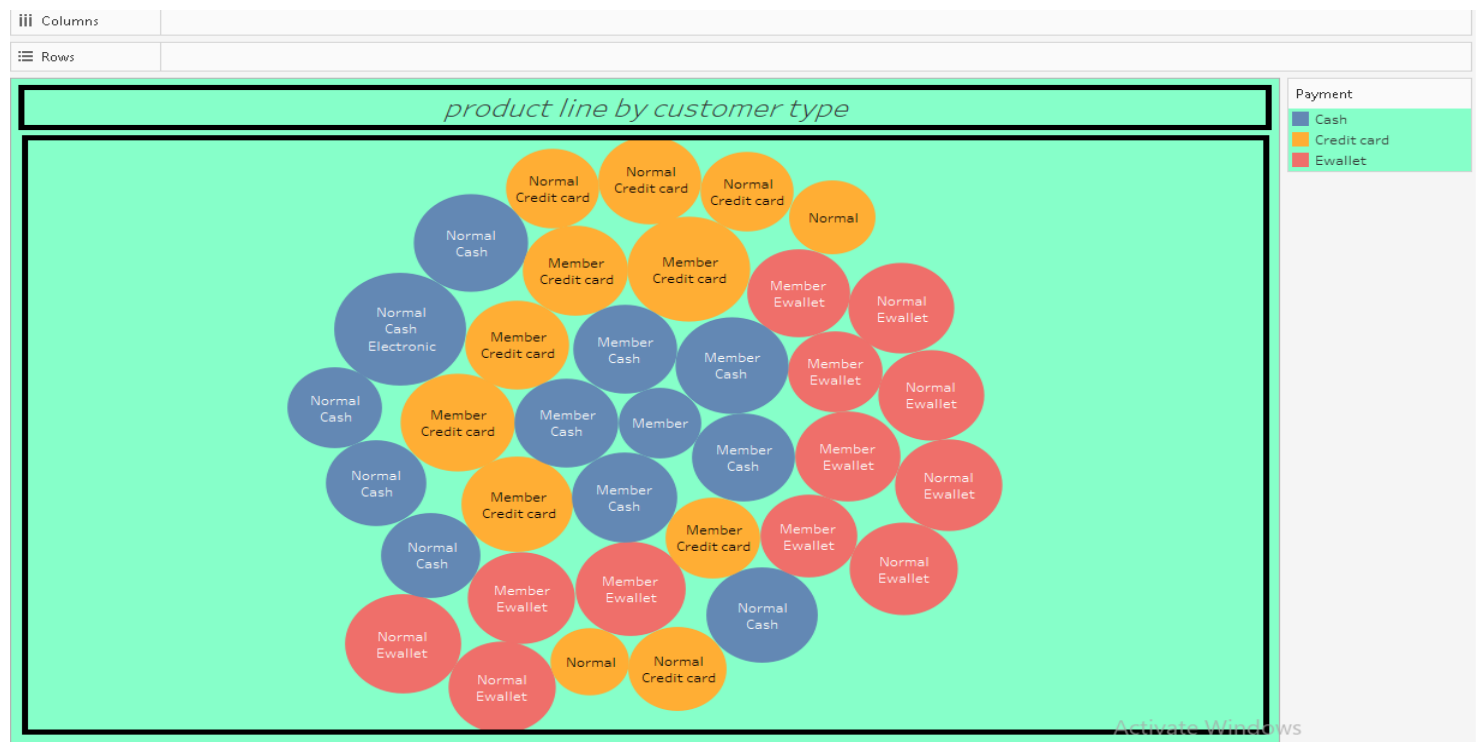 Columns
Rows
product line by customer type
Payment
Cash
Credit card
Ewallet
Normal
Credit card
Normal
Credit card
Normal
Credit card
Normal
Normal
Cash
Member
Credit card
Member
Credit card
Member
Ewallet
Normal
Ewallet
Normal
Cash
Electronic
Member
Credit card
Member
Cash
Member
Cash
Member
Ewallet
Normal
Ewallet
Normal
Cash
Member
Credit card
Member
Cash
Member
Member
Cash
Member
Ewallet
Normal
Ewallet
Normal
Cash
Member
Credit card
Member
Cash
Member
Credit card
Member
Ewallet
Normal
Ewallet
Normal
Cash
Member
Ewallet
Member
Ewallet
Normal
Cash
Normal
Ewallet
Normal
Ewallet
Normal
Normal
Credit card
Activate Windows